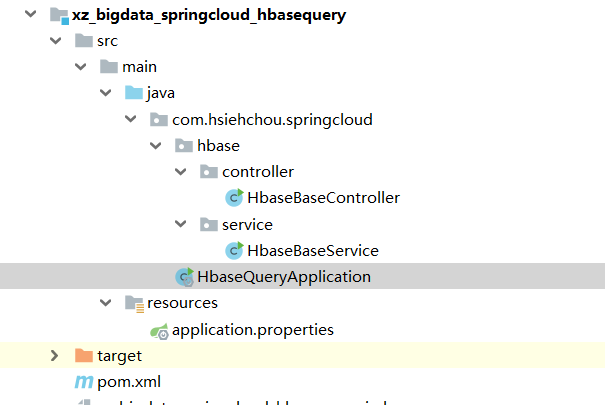 xz_bigdata_springcloud_hbasequery
src
main
java
com.hsiehchou.springcloud
hbase
controller
HbaseBaseController
service
HbaseBaseService
HbaseQueryApplication
resources
application.properties
target
pom.xml